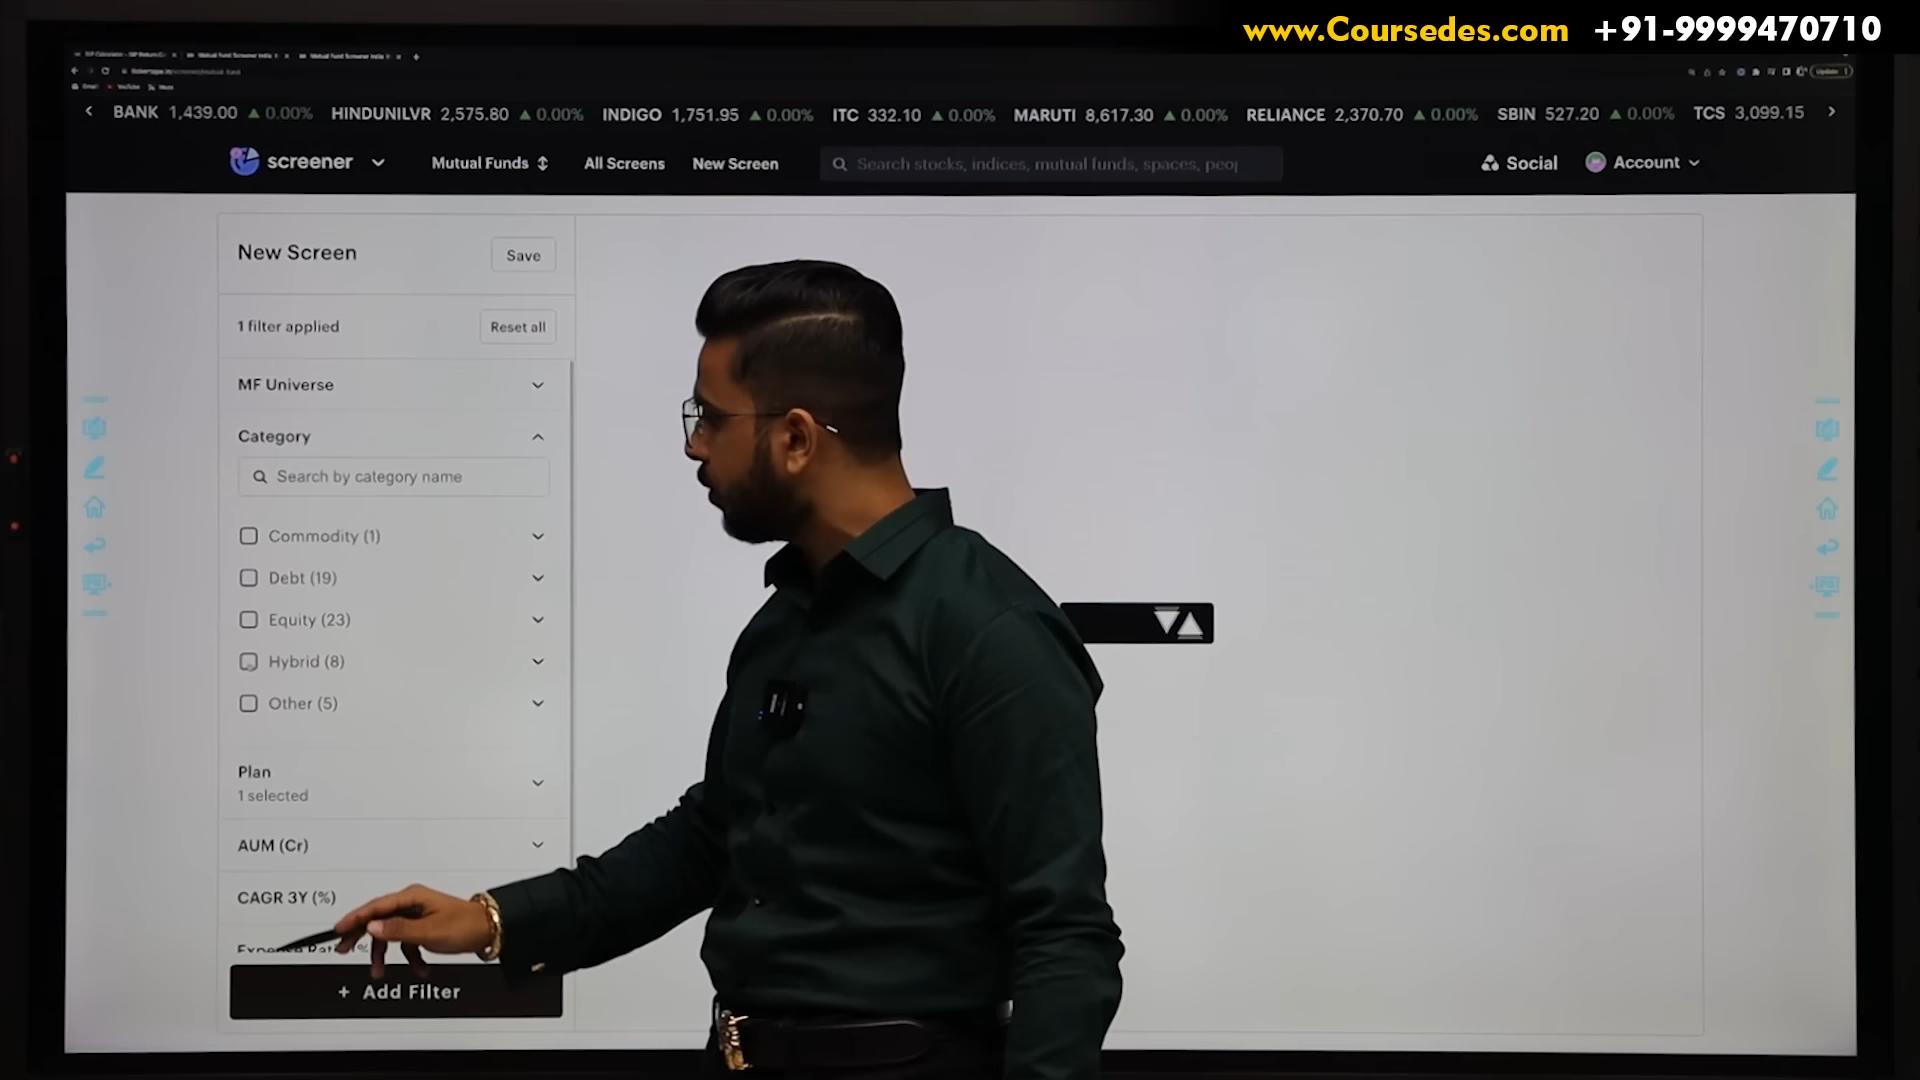 www.Coursedes.com +91-9999470710
BANK 1,439.00 ▲ 0.00% HINDUNILVR 2,575.80 ▲ 0.00% INDIGO 1,751.95 ▲ 0.00% ITC 332.10 ▲ 0.00% MARUTI 8,617.30 ▲ 0.00% RELIANCE 2,370.70 ▲ 0.00% SBIN 527.20 ▲ 0.00% TCS 3,099.15
screener Mutual Funds All Screens New Screen Search stocks, indices, mutual funds, spaces, peop Social Account
New Screen Save
1 filter applied Reset all
MF Universe
Category
Search by category name
Commodity (1)
Debt (19)
Equity (23)
Hybrid (8)
Other (5)
Plan
1 selected
AUM (Cr)
CAGR 3Y (%)
+ Add Filter